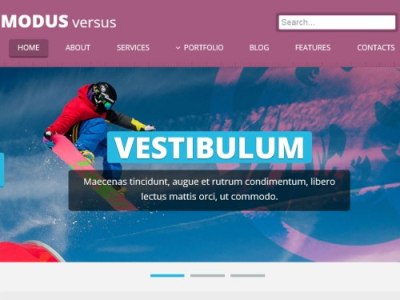 MODUS versus
Search...
HOME ABOUT SERVICES PORTFOLIO BLOG FEATURES CONTACTS
VESTIBULUM
Maecenas tincidunt, augue et rutrum condimentum, libero
lectus mattis orci, ut commodo.